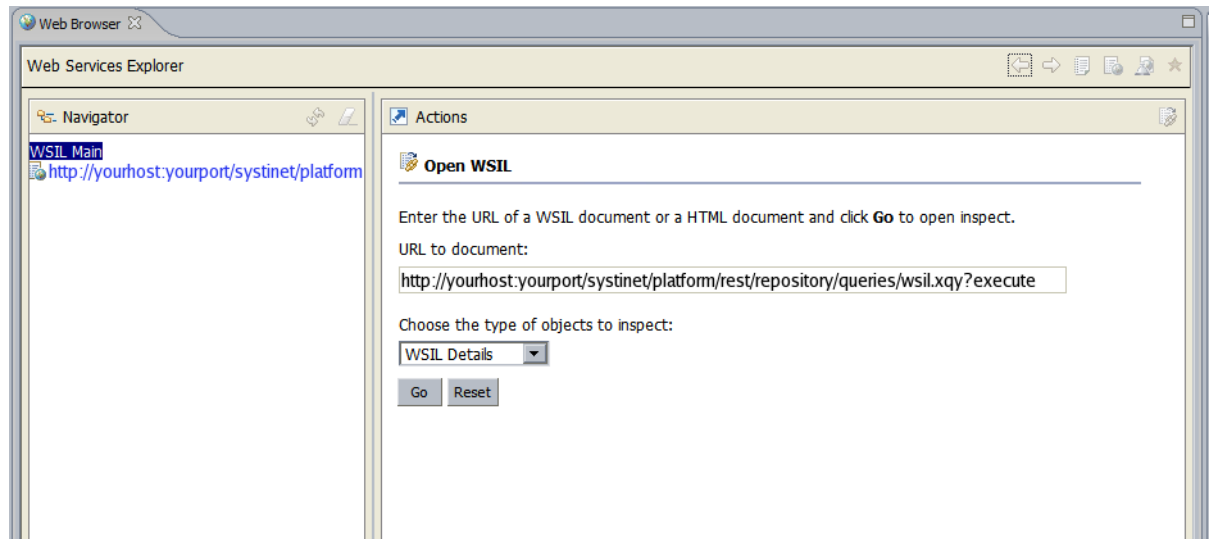 Web Browser
Web Services Explorer
Navigator
WSIL Main
http://yourhost:yourport/systinet/platform
Actions
Open WSIL
Enter the URL of a WSIL document or a HTML document and click Go to open inspect.
URL to document:
http://yourhost:yourport/systinet/platform/rest/repository/queries/wsil.xqy?execute
Choose the type of objects to inspect:
WSIL Details
Go Reset